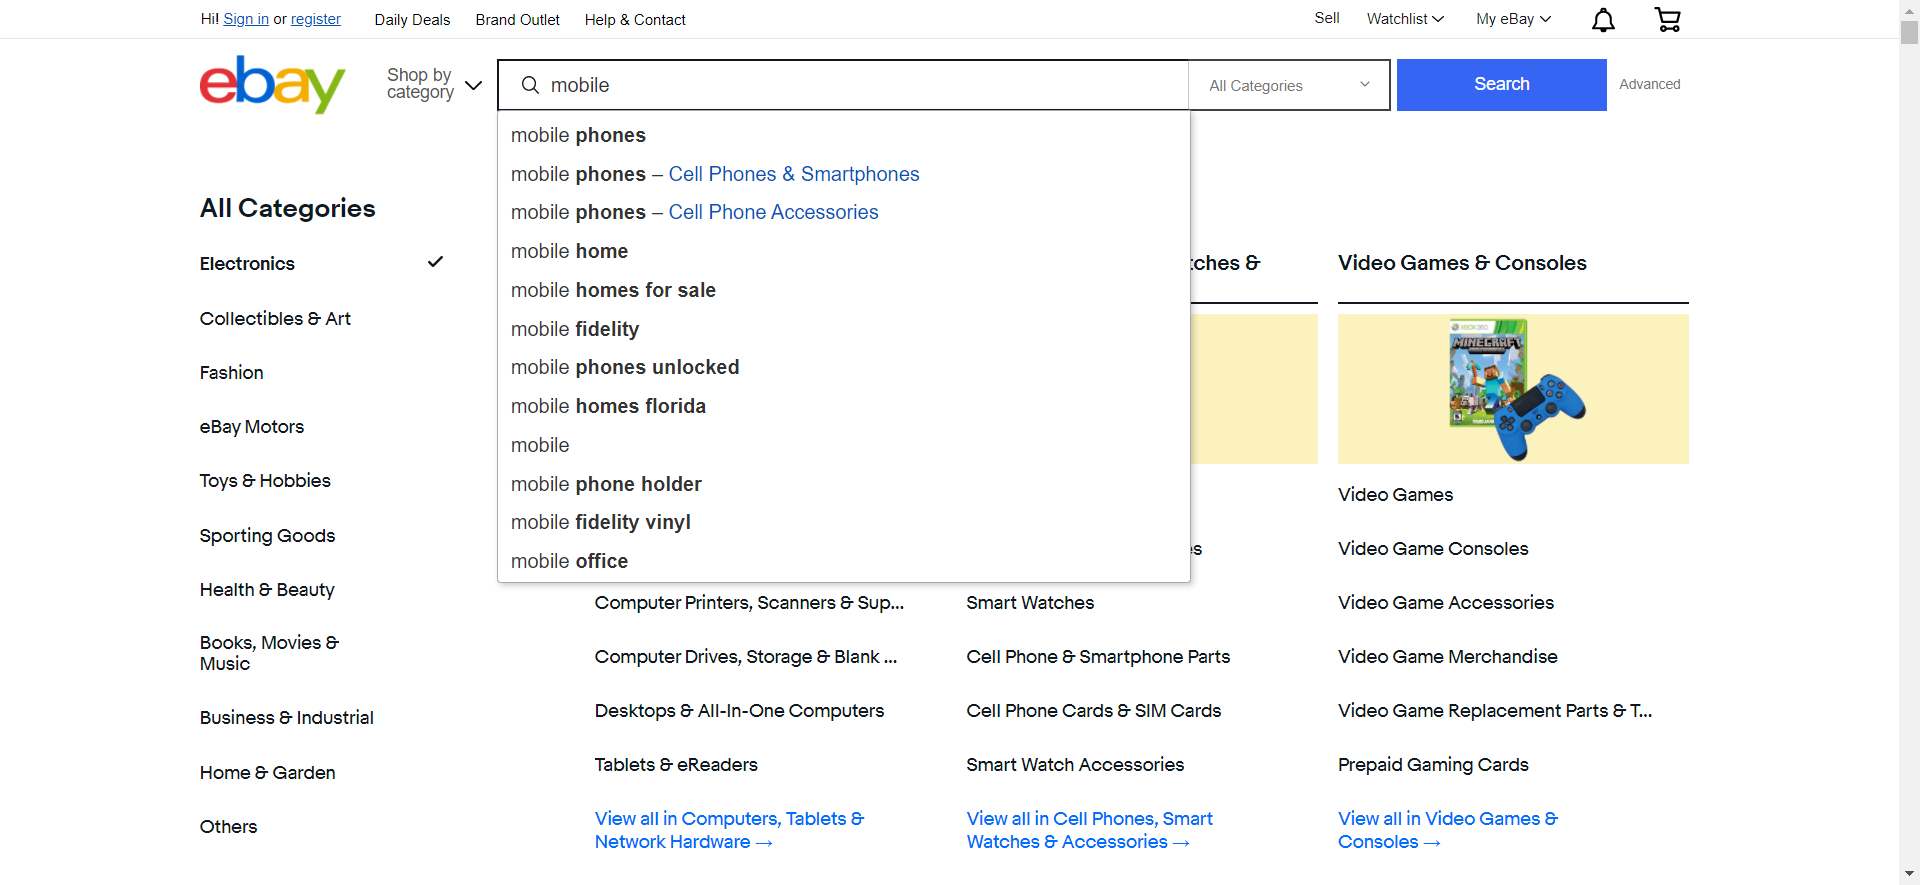 Hi! Sign in or register
Daily Deals
Brand Outlet
Help & Contact
Sell
Watchlist
My eBay
ebay
Shop by
category
mobile
All Categories
Search
Advanced
mobile phones
mobile phones – Cell Phones & Smartphones
mobile phones – Cell Phone Accessories
mobile home
mobile homes for sale
mobile fidelity
mobile phones unlocked
mobile homes florida
mobile
mobile phone holder
mobile fidelity vinyl
mobile office
All Categories
Electronics
Collectibles & Art
Fashion
eBay Motors
Toys & Hobbies
Sporting Goods
Health & Beauty
Books, Movies &
Music
Business & Industrial
Home & Garden
Others
Computer Printers, Scanners & Sup...
Computer Drives, Storage & Blank ...
Desktops & All-In-One Computers
Tablets & eReaders
View all in Computers, Tablets &
Network Hardware →
tches &
es
Smart Watches
Cell Phone & Smartphone Parts
Cell Phone Cards & SIM Cards
Smart Watch Accessories
View all in Cell Phones, Smart
Watches & Accessories →
Video Games & Consoles
XBOX 360
MINECRAFT
Video Games
Video Game Consoles
Video Game Accessories
Video Game Merchandise
Video Game Replacement Parts & T...
Prepaid Gaming Cards
View all in Video Games &
Consoles →